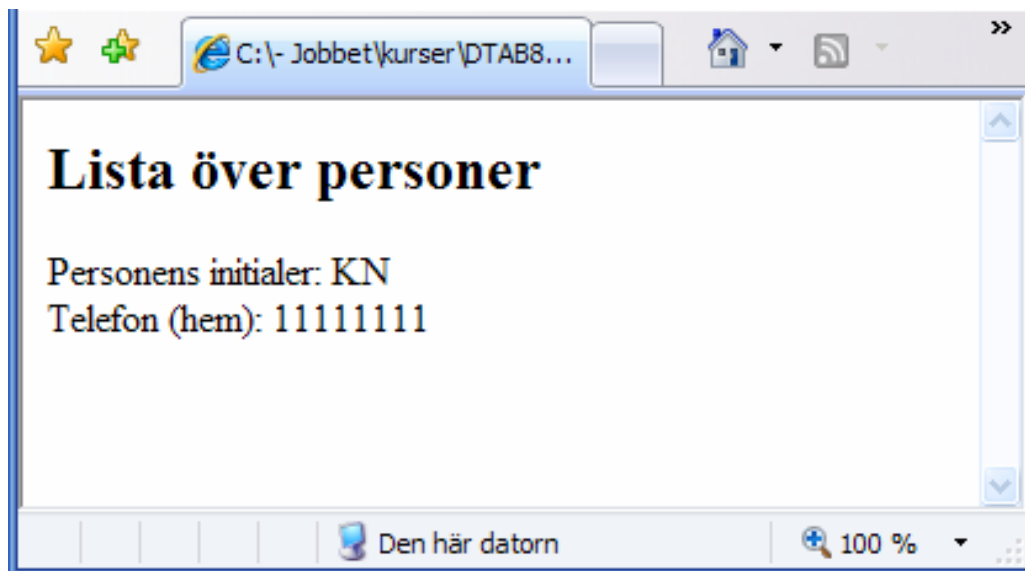 C:\- Jobbet\kurser\DTAB8...
»
Lista över personer
Personens initialer: KN
Telefon (hem): 11111111
Den här datorn
100 %